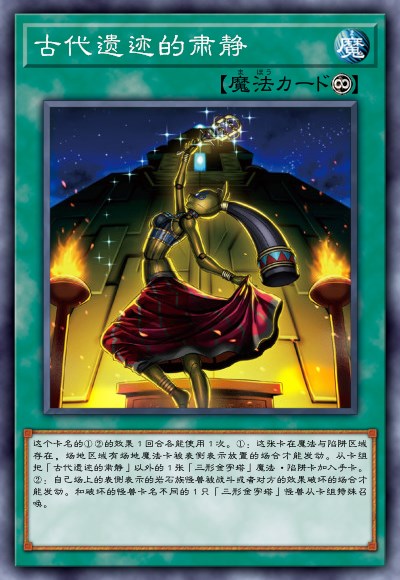 古代遗迹的肃静
魔
【魔法カード】
ま ほう
这个卡名的①②的效果1回合各能使用1次。①：这张卡在魔法与陷阱区域
存在，场地区域有场地魔法卡被表侧表示放置的场合才能发动。从卡组
把「古代遗迹的肃静」以外的1张「三形金字塔」魔法·陷阱卡加入手卡。
②：自己场上的表侧表示的岩石族怪兽被战斗或者对方的效果破坏的场合才
能发动。和破坏的怪兽卡名不同的1只「三形金字塔」怪兽从卡组特殊召
唤。